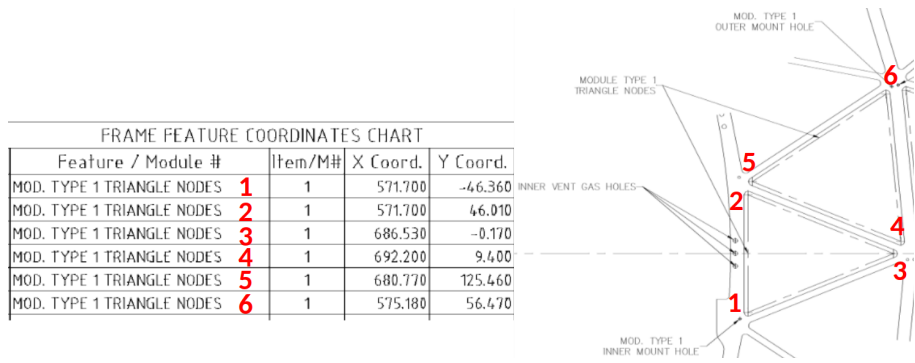 FRAME FEATURE COORDINATES CHART
Feature / Module # Item/M# X Coord. Y Coord.
MOD. TYPE 1 TRIANGLE NODES 1 1 571.700 -46.360
MOD. TYPE 1 TRIANGLE NODES 2 1 571.700 46.010
MOD. TYPE 1 TRIANGLE NODES 3 1 686.530 -0.170
MOD. TYPE 1 TRIANGLE NODES 4 1 692.200 9.400
MOD. TYPE 1 TRIANGLE NODES 5 1 680.770 125.460
MOD. TYPE 1 TRIANGLE NODES 6 1 575.180 56.470
MOD. TYPE 1
OUTER MOUNT HOLE
6
MODULE TYPE 1
TRIANGLE NODES
5
INNER VENT GAS HOLES
2
4
3
1
MOD. TYPE 1
INNER MOUNT HOLE